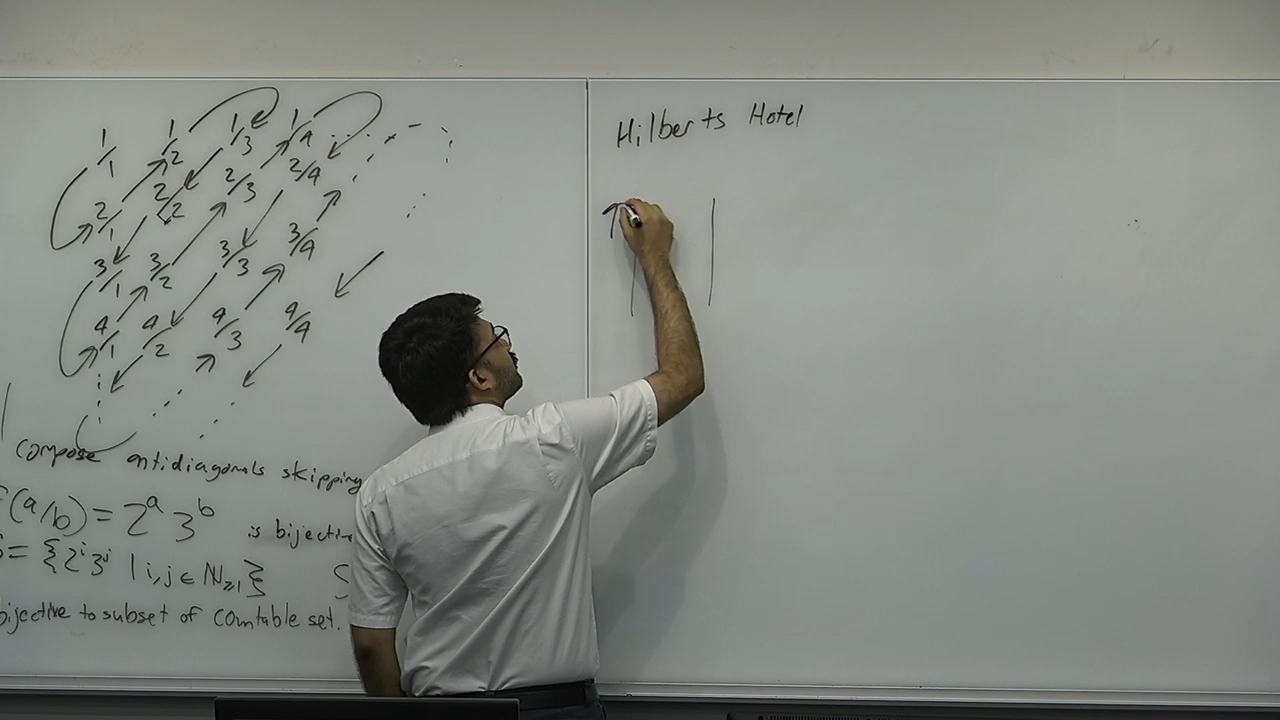 1/1 1/2 1/3 1/4
2/1 2/2 2/3 2/4
3/1 3/2 3/3 3/4
4/1 4/2 4/3 4/4
compose antidiagonals skipping
f(a/b) = 2^a 3^b is bijective
S = {2^i 3^j | i,j ∈ ℕ≥1} S
bijective to subset of countable set.
Hilberts Hotel